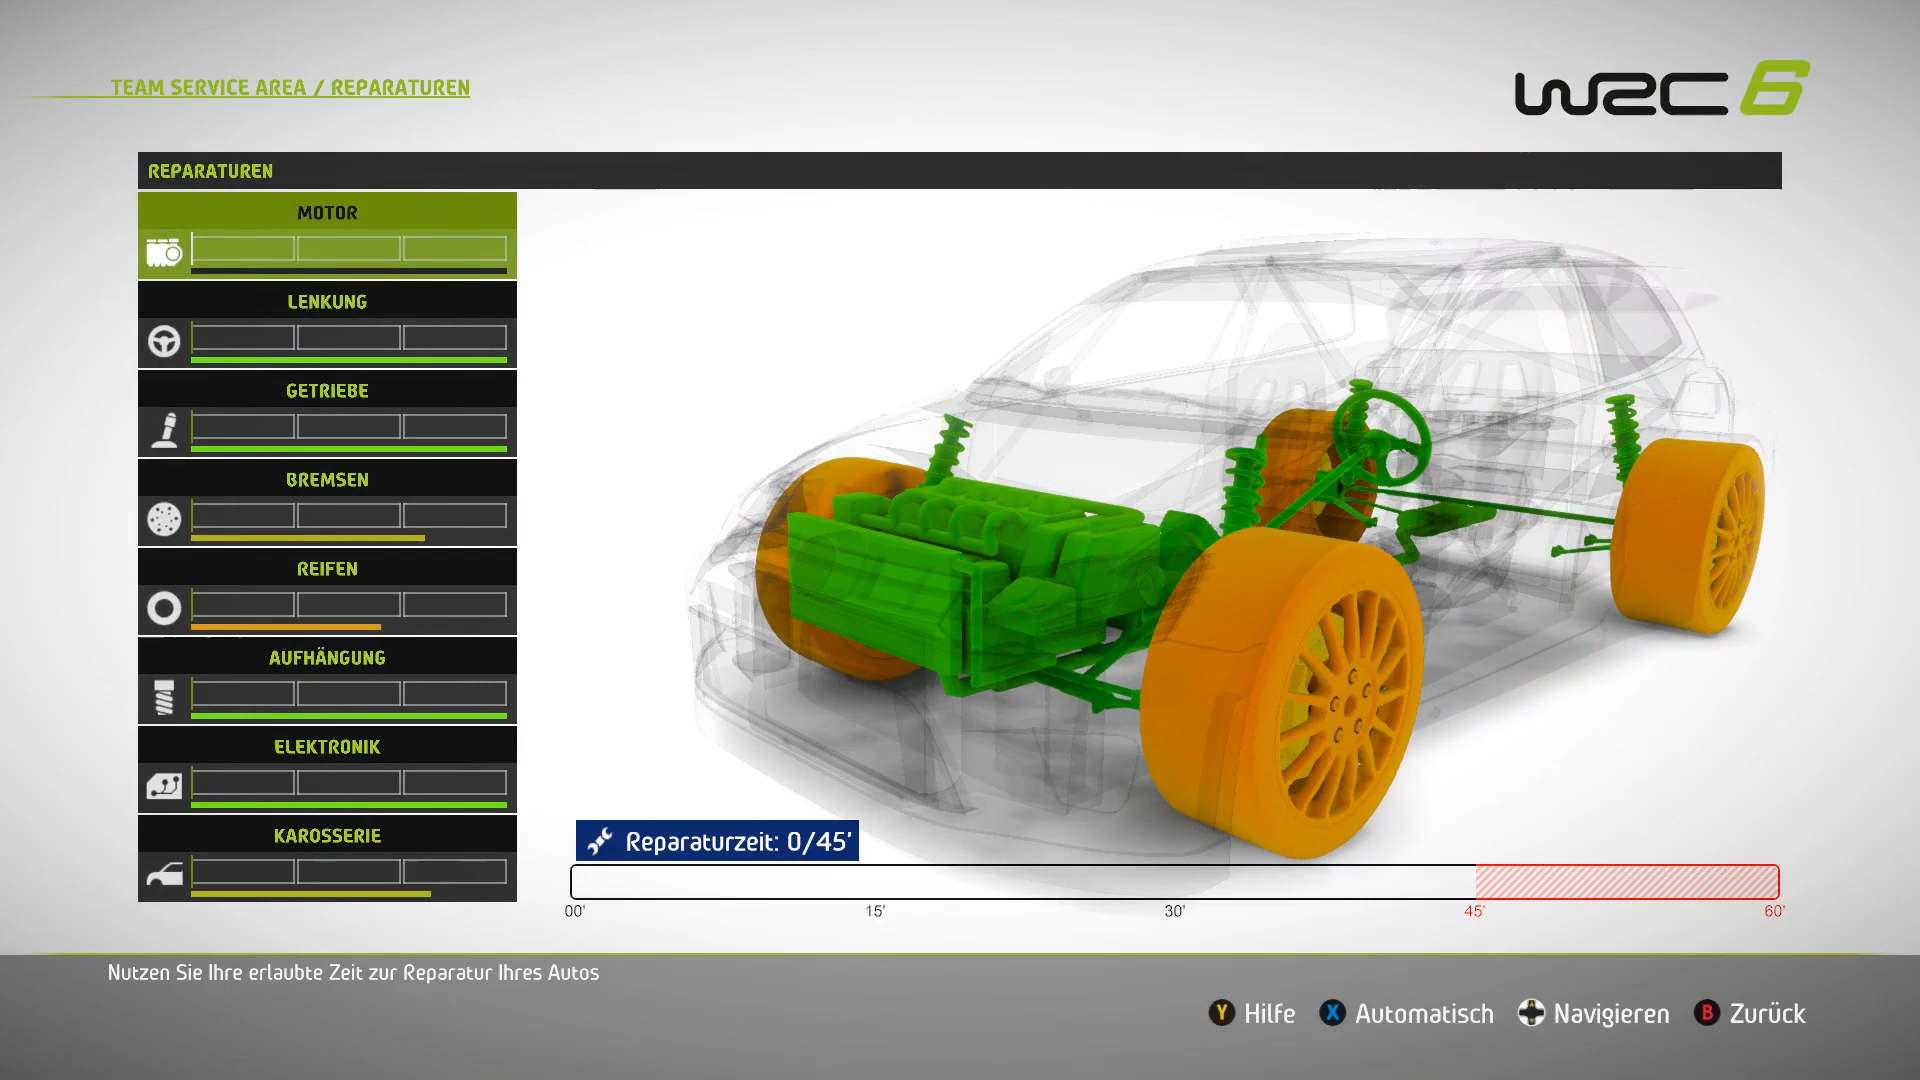 TEAM SERVICE AREA / REPARATUREN
WRC 6
REPARATUREN
MOTOR
LENKUNG
GETRIEBE
BREMSEN
REIFEN
AUFHÄNGUNG
ELEKTRONIK
KAROSSERIE
Reparaturzeit: 0/45'
00' 15' 30' 45' 60'
Nutzen Sie Ihre erlaubte Zeit zur Reparatur Ihres Autos
Y Hilfe X Automatisch Navigieren B Zurück